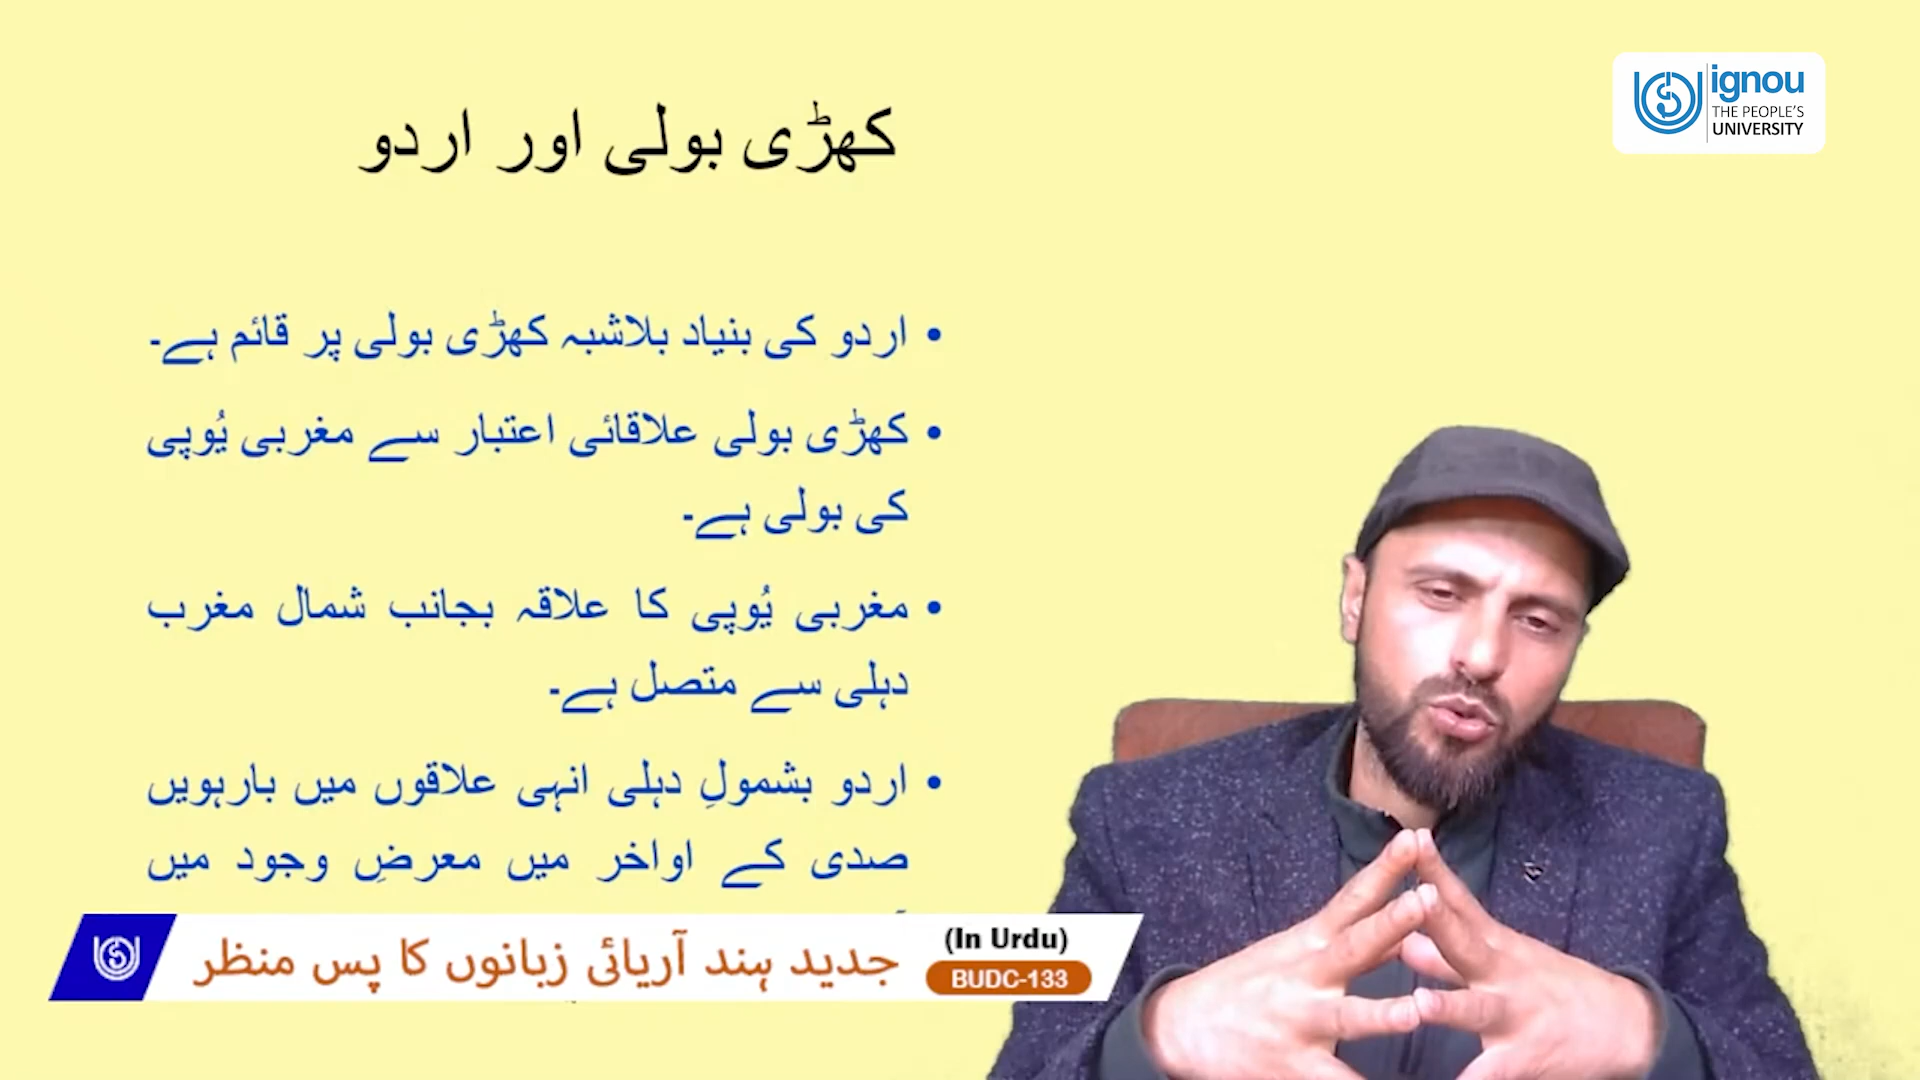 ignou
THE PEOPLE'S
UNIVERSITY
کھڑی بولی اور اردو
• اردو کی بنیاد بلاشبہ کھڑی بولی پر قائم ہے۔
• کھڑی بولی علاقائی اعتبار سے مغربی یُوپی
کی بولی ہے۔
• مغربی یُوپی کا علاقہ بجانب شمال مغرب
دہلی سے متصل ہے۔
• اردو بشمولِ دہلی انہی علاقوں میں بارہویں
صدی کے اواخر میں معرضِ وجود میں
جدید ہند آریائی زبانوں کا پس منظر
(In Urdu)
BUDC-133